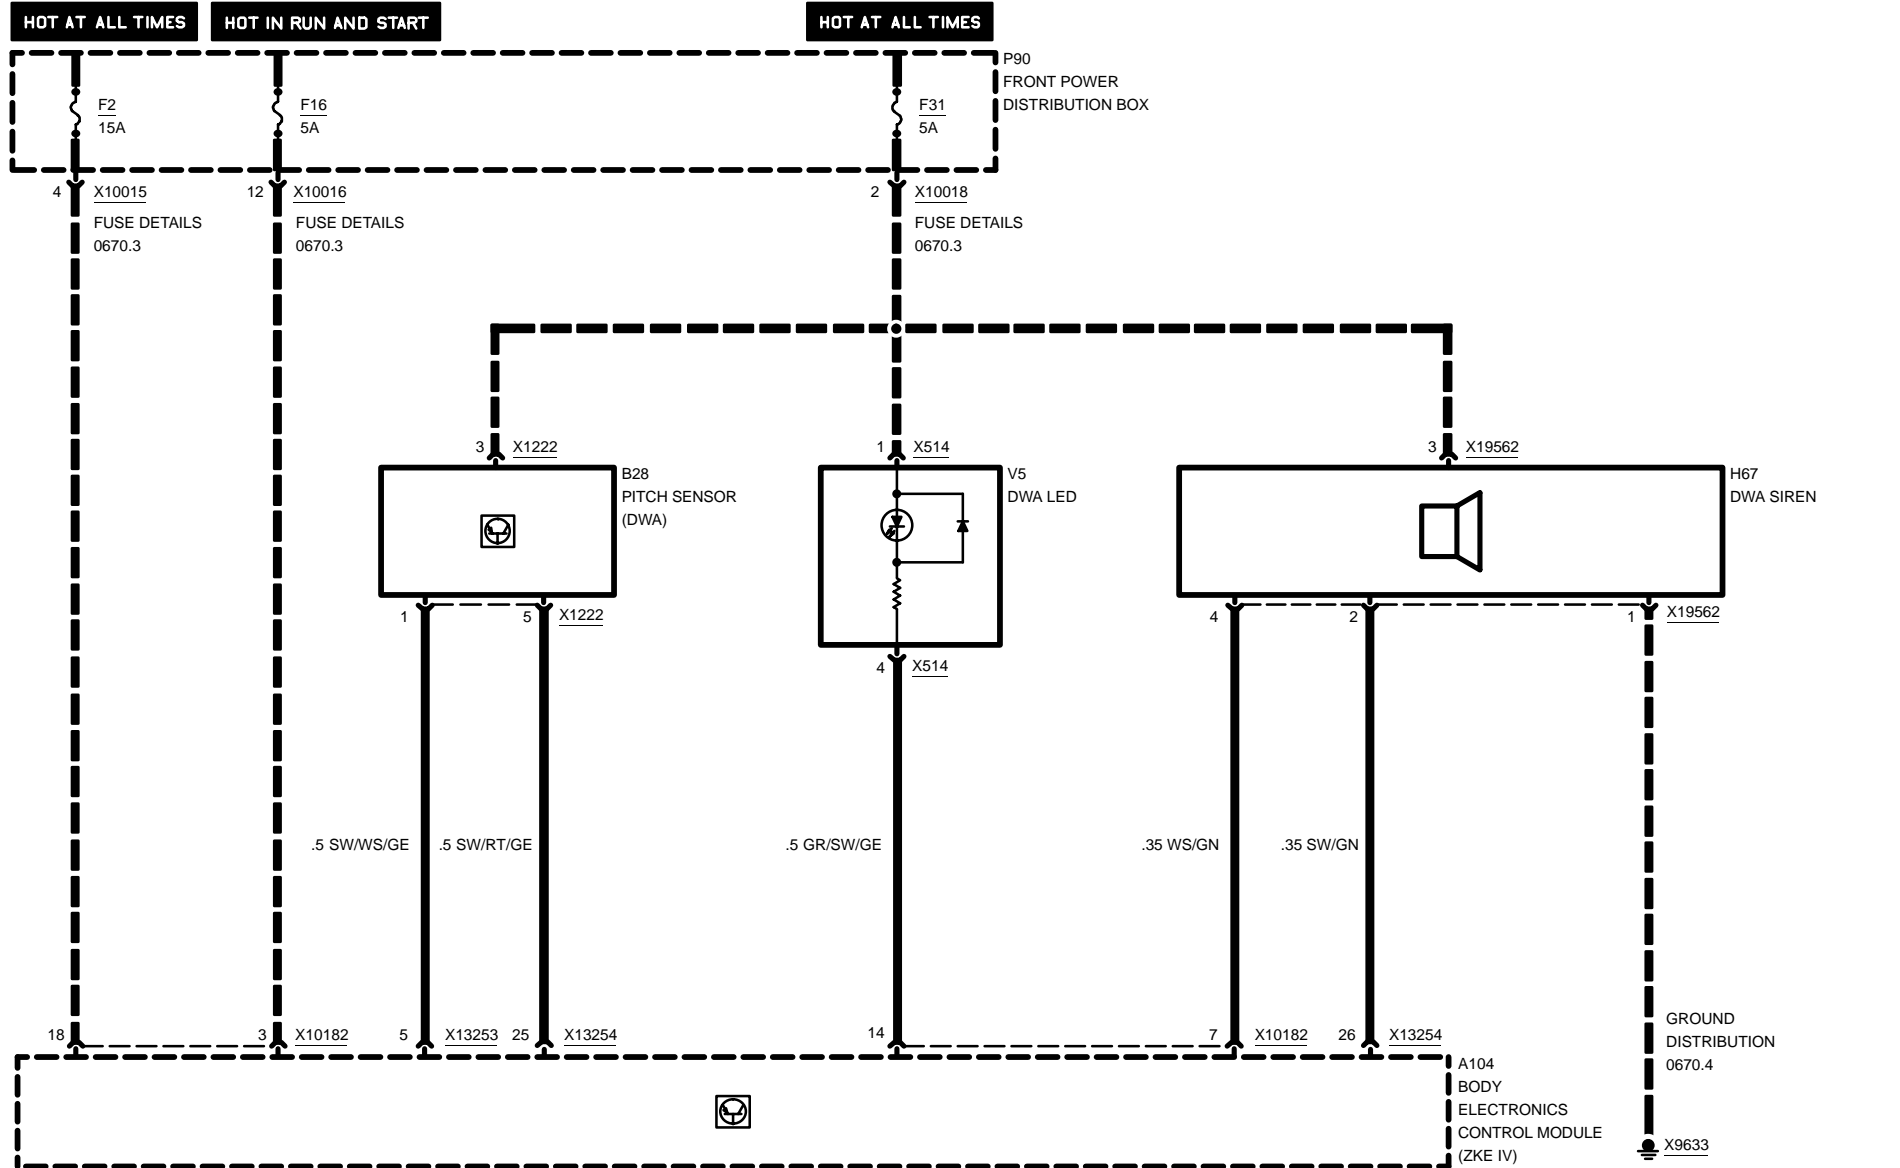 HOT AT ALL TIMES
HOT IN RUN AND START
HOT AT ALL TIMES
P90
FRONT POWER
DISTRIBUTION BOX
F2
15A
F16
5A
F31
5A
4 X10015
FUSE DETAILS
0670.3
12 X10016
FUSE DETAILS
0670.3
2 X10018
FUSE DETAILS
0670.3
3 X1222
1 X514
3 X19562
B28
PITCH SENSOR
(DWA)
V5
DWA LED
H67
DWA SIREN
1
5 X1222
4 X514
4
2
1 X19562
.5 SW/WS/GE
.5 SW/RT/GE
.5 GR/SW/GE
.35 WS/GN
.35 SW/GN
GROUND
DISTRIBUTION
0670.4
18
3 X10182
5 X13253
25 X13254
14
7 X10182
26 X13254
A104
BODY
ELECTRONICS
CONTROL MODULE
(ZKE IV)
X9633